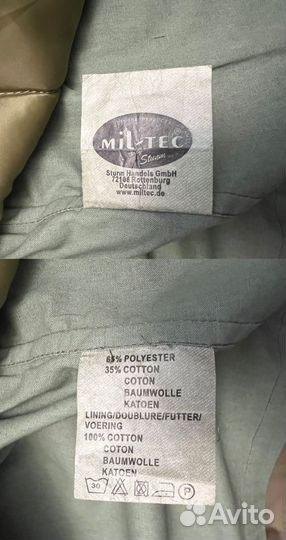 MIL-TEC ®
Sturm
Sturm Handels GmbH
72108 Rottenburg
Deutschland
www.miltec.de
65% POLYESTER
35% COTTON
COTON
BAUMWOLLE
KATOEN
LINING/DOUBLURE/FUTTER/
VOERING
100% COTTON
COTON
BAUMWOLLE
KATOEN
30 P
Avito